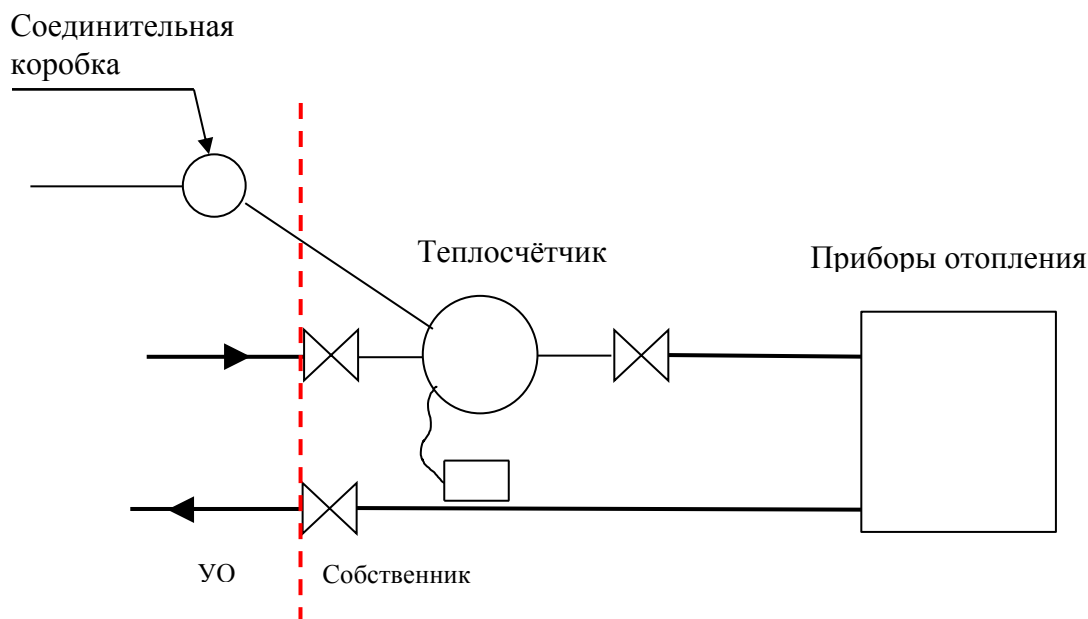 Соединительная
коробка
Теплосчётчик
Приборы отопления
УО
Собственник